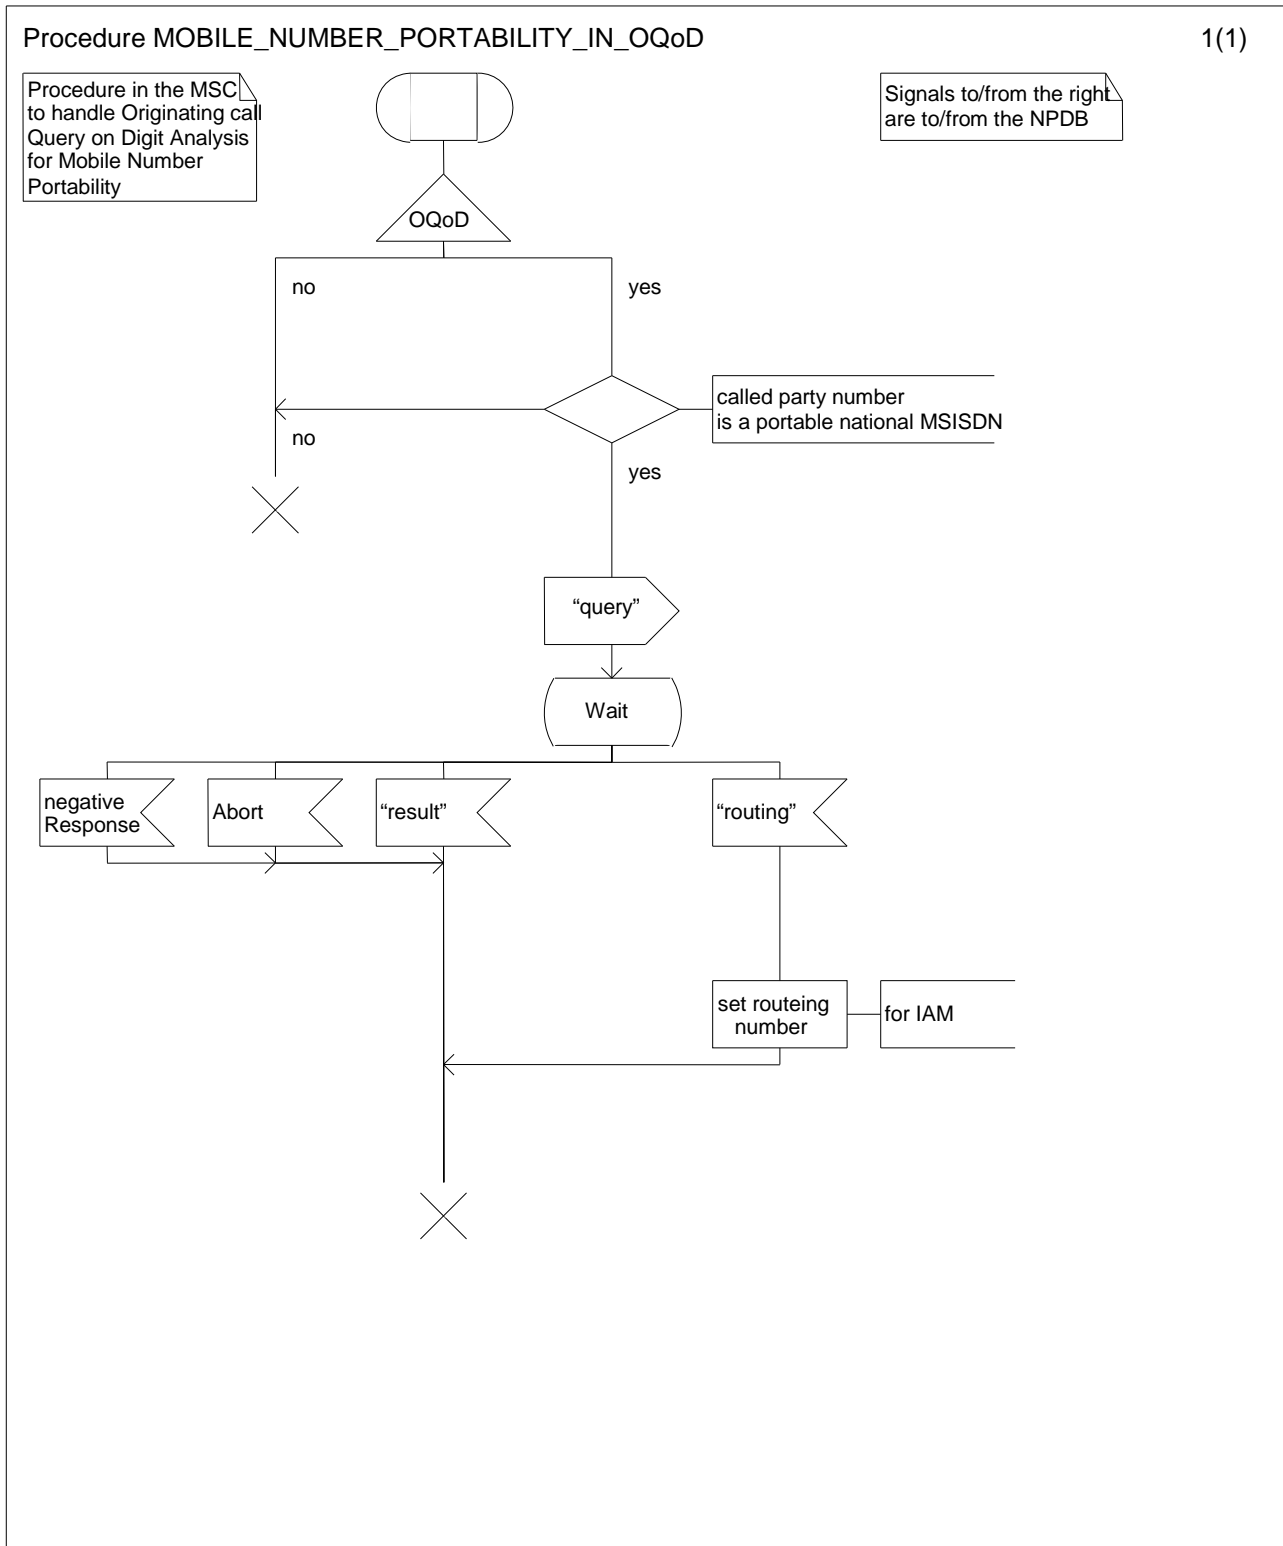 Procedure MOBILE_NUMBER_PORTABILITY_IN_OQoD
1(1)
Procedure in the MSC
to handle Originating call
Query on Digit Analysis
for Mobile Number
Portability
Signals to/from the right
are to/from the NPDB
OQoD
no
yes
called party number
is a portable national MSISDN
no
yes
“query”
Wait
negative
Response
Abort
“result”
“routing”
set routeing
number
for IAM